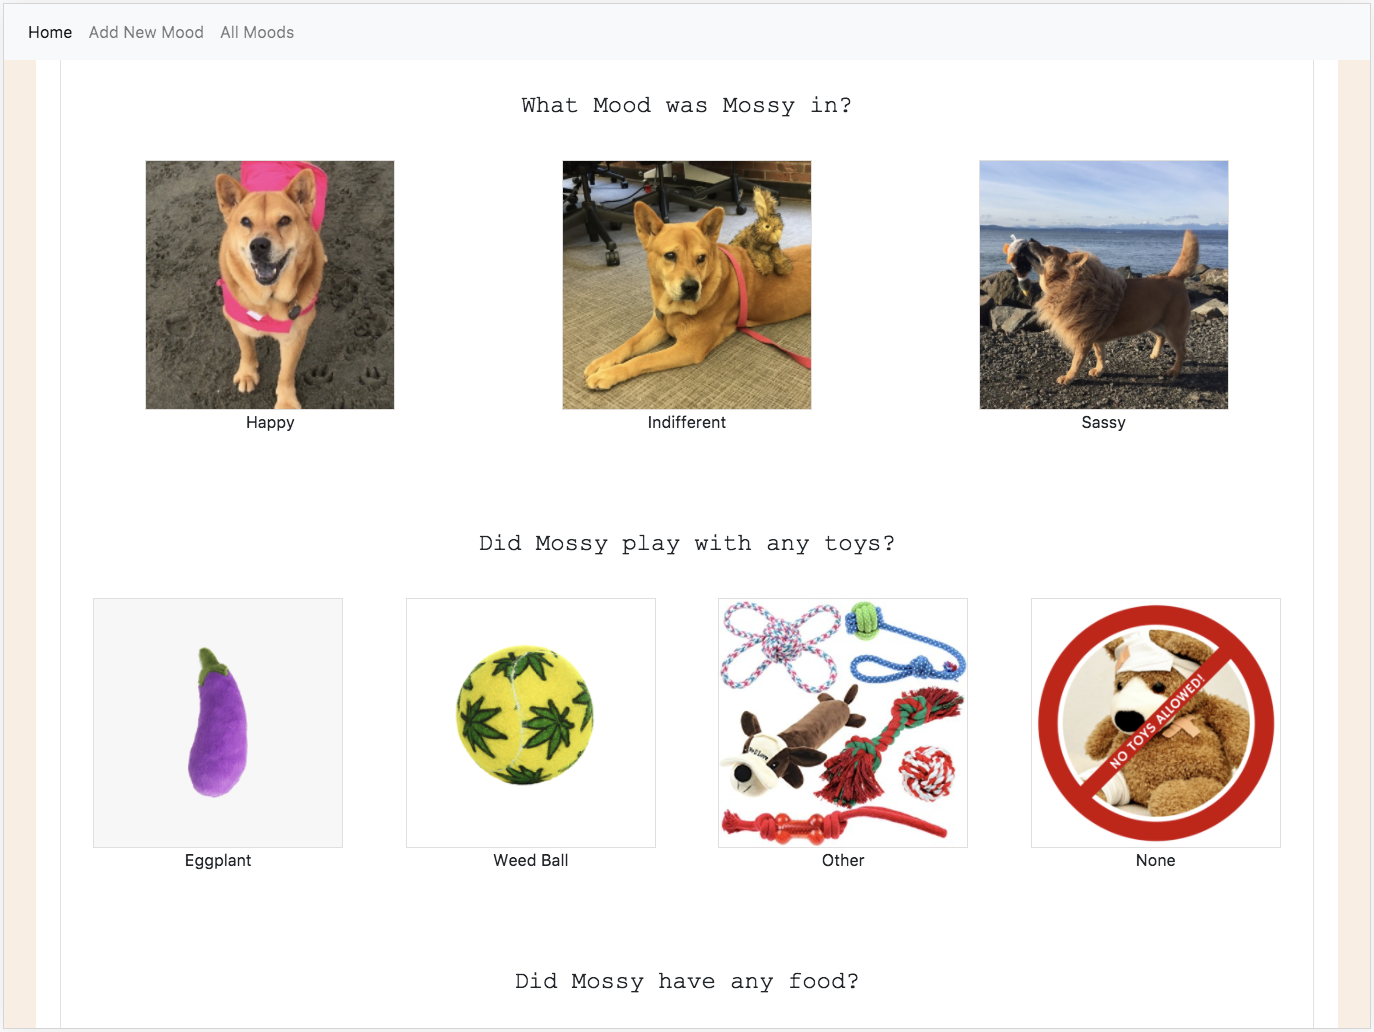 Home Add New Mood All Moods
What Mood was Mossy in?
Happy Indifferent Sassy
Did Mossy play with any toys?
NO TOYS ALLOWED!
Eggplant Weed Ball Other None
Did Mossy have any food?